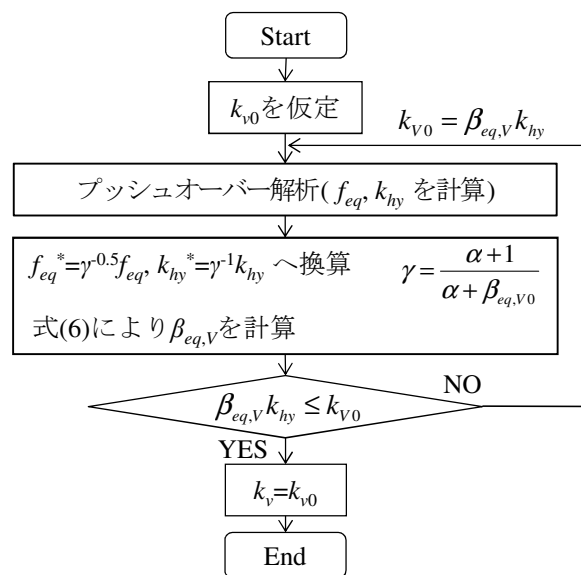 Start
k_{v0}を仮定
k_{V0} = β_{eq,V} k_{hy}
プッシュオーバー解析( f_{eq}, k_{hy} を計算)
f_{eq}*=γ^{-0.5}f_{eq}, k_{hy}*=γ^{-1}k_{hy} へ換算 γ = \frac{α+1}{α+β_{eq,V0}}
式(6)によりβ_{eq,V}を計算
NO
β_{eq,V} k_{hy} ≤ k_{V0}
YES
k_v=k_{v0}
End